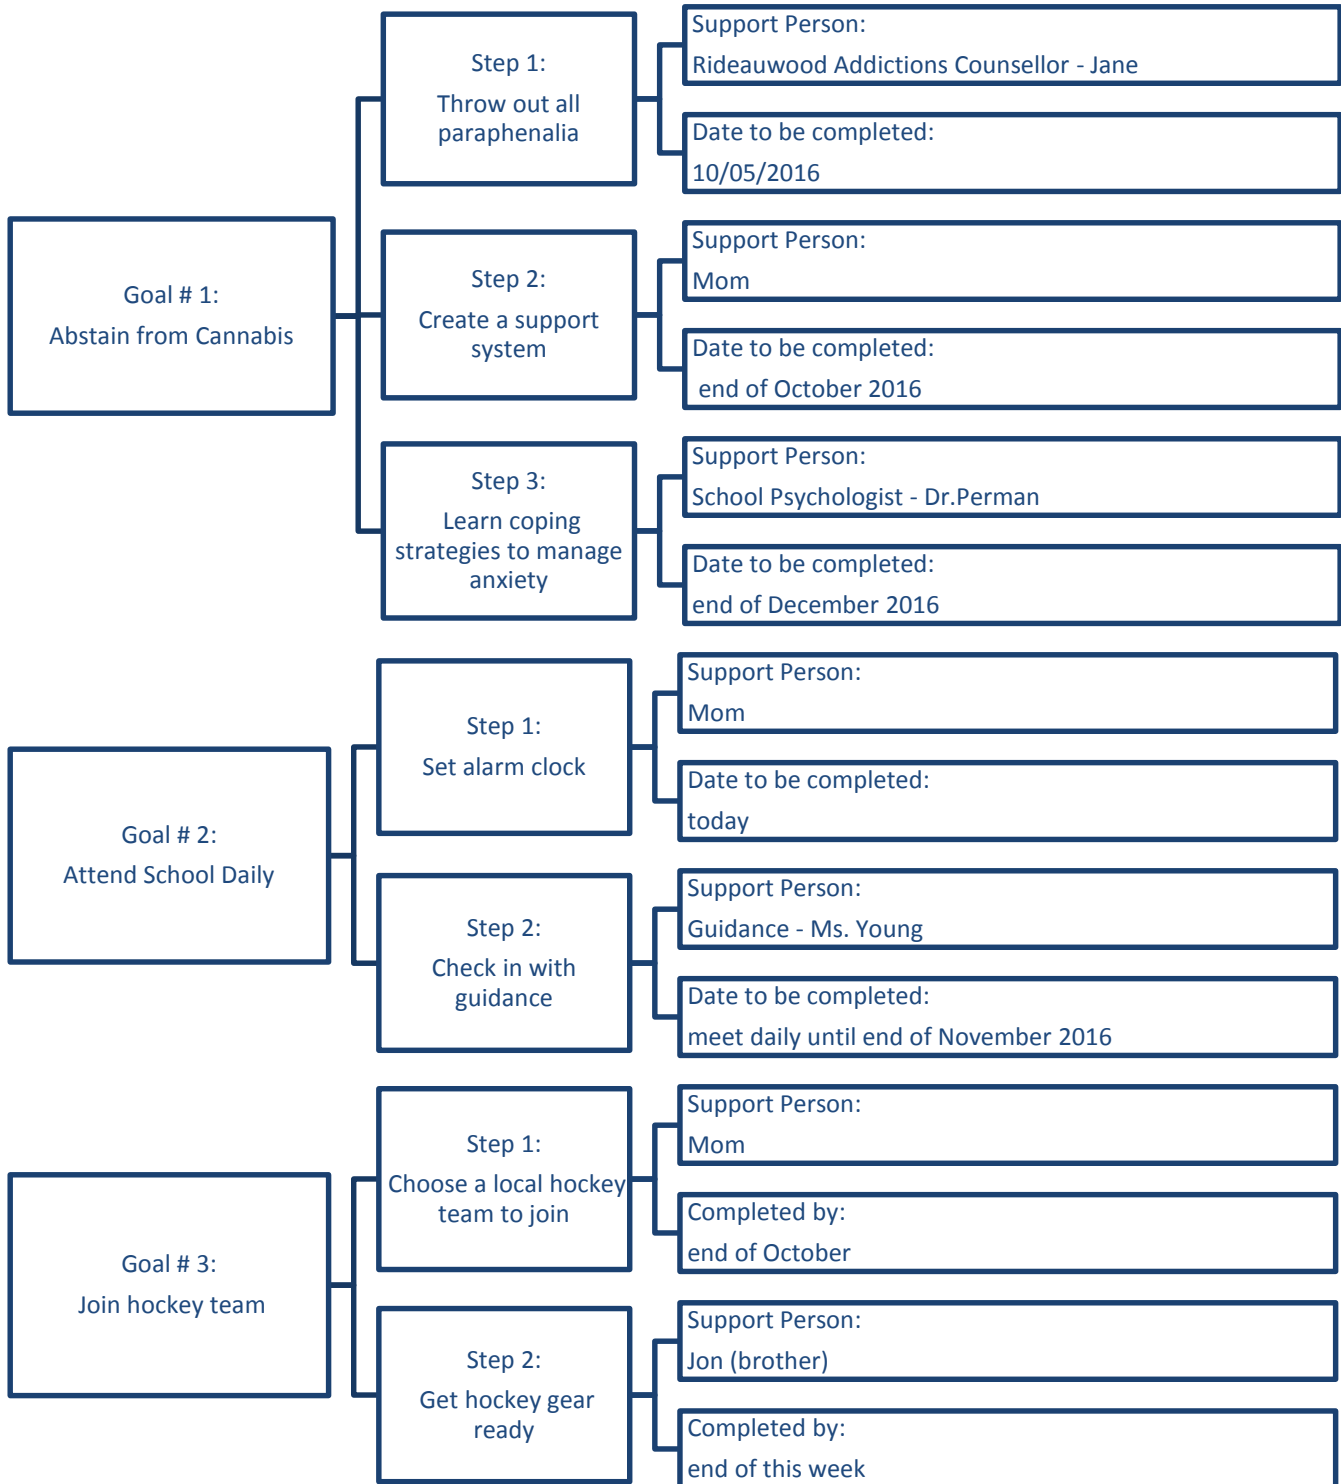 Goal # 1:
Abstain from Cannabis
Step 1:
Throw out all
paraphenalia
Support Person:
Rideauwood Addictions Counsellor - Jane
Date to be completed:
10/05/2016
Step 2:
Create a support
system
Support Person:
Mom
Date to be completed:
end of October 2016
Step 3:
Learn coping
strategies to manage
anxiety
Support Person:
School Psychologist - Dr.Perman
Date to be completed:
end of December 2016
Goal # 2:
Attend School Daily
Step 1:
Set alarm clock
Support Person:
Mom
Date to be completed:
today
Step 2:
Check in with
guidance
Support Person:
Guidance - Ms. Young
Date to be completed:
meet daily until end of November 2016
Goal # 3:
Join hockey team
Step 1:
Choose a local hockey
team to join
Support Person:
Mom
Completed by:
end of October
Step 2:
Get hockey gear
ready
Support Person:
Jon (brother)
Completed by:
end of this week